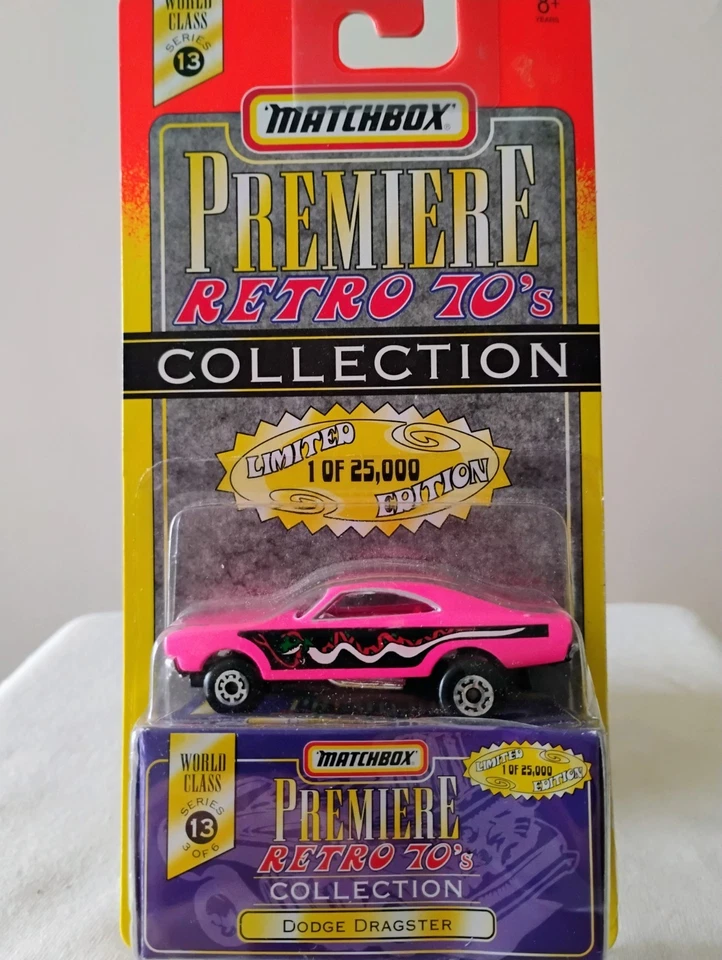 WORLD
CLASS
SERIES
13
8+
YEARS
MATCHBOX®
PREMIERE
RETRO 70's
COLLECTION
LIMITED
1 OF 25,000
EDITION
WORLD
CLASS
SERIES
13
3 OF 6
MATCHBOX
PREMIERE
RETRO 70's
COLLECTION
DODGE DRAGSTER
LIMITED
1 OF 25,000
EDITION